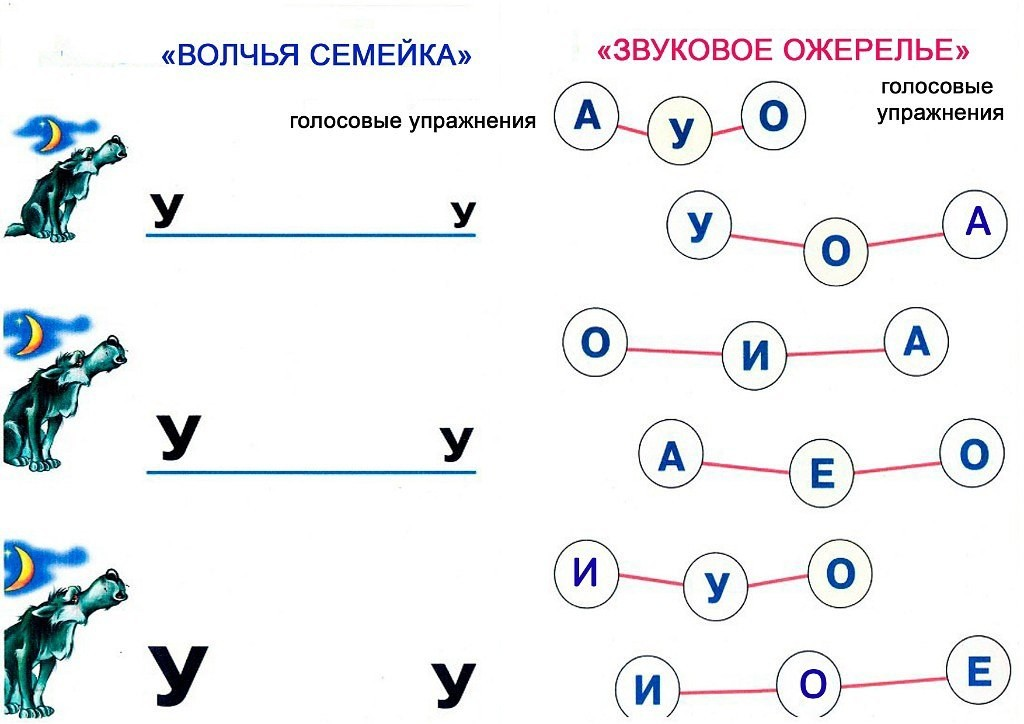 «ВОЛЧЬЯ СЕМЕЙКА»
голосовые упражнения
У У
У У
У У
«ЗВУКОВОЕ ОЖЕРЕЛЬЕ»
голосовые
упражнения
А У О
У О А
О И А
А Е О
И У О
И О Е